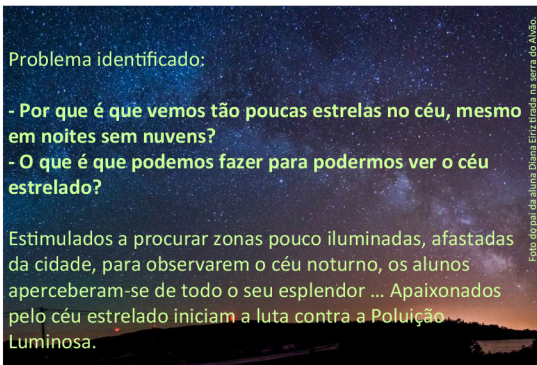 Problema identificado:
- Por que é que vemos tão poucas estrelas no céu, mesmo
em noites sem nuvens?
- O que é que podemos fazer para podermos ver o céu
estrelado?
Estimulados a procurar zonas pouco iluminadas, afastadas
da cidade, para observarem o céu noturno, os alunos
aperceberam-se de todo o seu esplendor ... Apaixonados
pelo céu estrelado iniciam a luta contra a Poluição
Luminosa.
Foto do pai da aluna Diana Eiriz tirada na serra do Alvão.